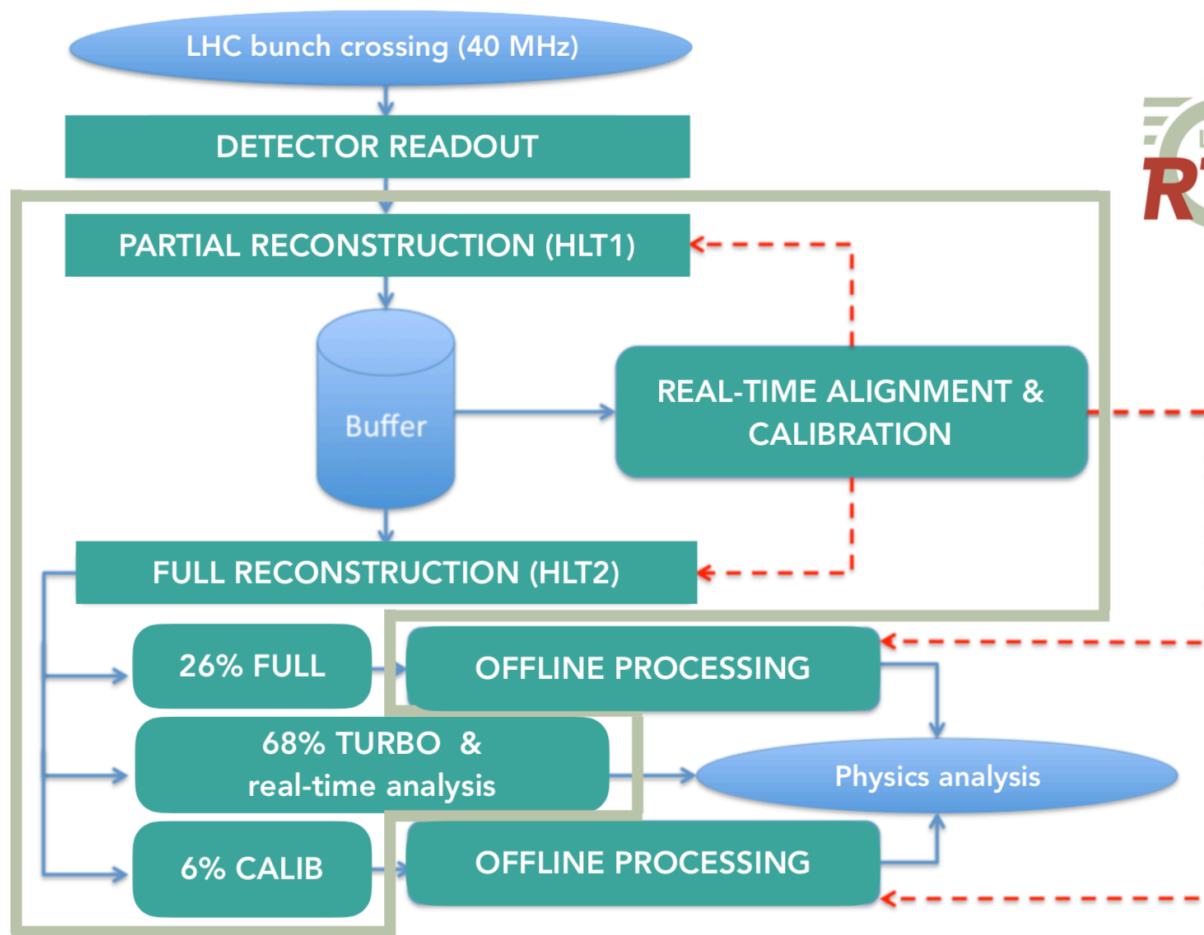 LHC bunch crossing (40 MHz)
DETECTOR READOUT
PARTIAL RECONSTRUCTION (HLT1)
Buffer
REAL-TIME ALIGNMENT &
CALIBRATION
FULL RECONSTRUCTION (HLT2)
26% FULL
OFFLINE PROCESSING
68% TURBO &
real-time analysis
Physics analysis
6% CALIB
OFFLINE PROCESSING